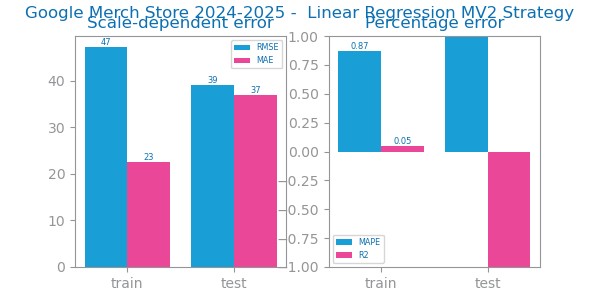 Google Merch Store 2024-2025 -  Linear Regression MV2 Strategy
Scale-dependent error
Percentage error
47
RMSE
MAE
39
37
23
40
30
20
10
0
train
test
1.00
0.75
0.50
0.25
0.00
−0.25
−0.50
−0.75
−1.00
0.87
0.05
MAPE
R2
train
test